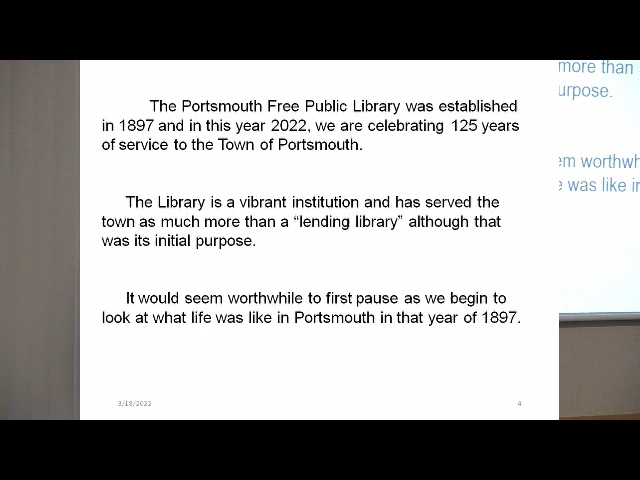 The Portsmouth Free Public Library was established
in 1897 and in this year 2022, we are celebrating 125 years
of service to the Town of Portsmouth.
The Library is a vibrant institution and has served the
town as much more than a “lending library” although that
was its initial purpose.
It would seem worthwhile to first pause as we begin to
look at what life was like in Portsmouth in that year of 1897.
3/18/2022
4
more than
urpose.
em worthwh
e was like in